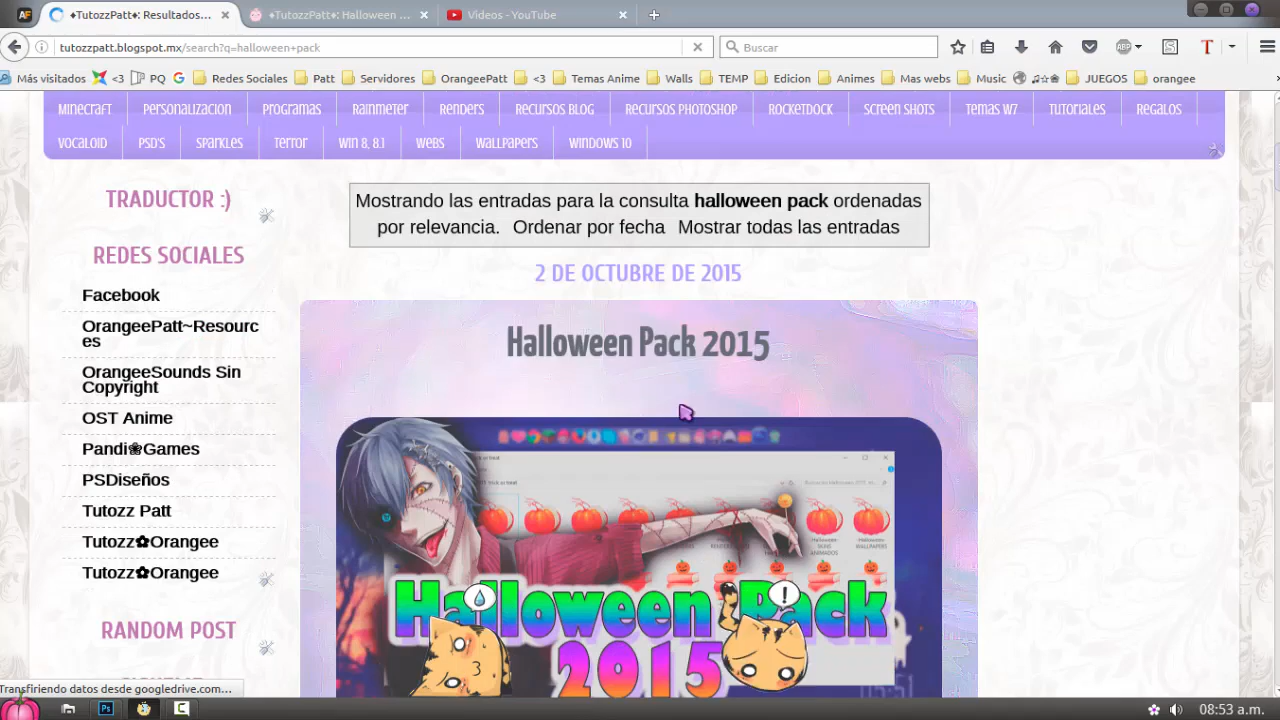 ♦TutozzPatt♦: Resultados...
♦TutozzPatt♦: Halloween ...
Videos - YouTube
tutozzpatt.blogspot.mx/search?q=halloween+pack
Buscar
Más visitados
<3
PQ
Redes Sociales
Patt
Servidores
OrangeePatt
<3
Temas Anime
Walls
TEMP
Edicion
Animes
Mas webs
Music
♫☆❀
JUEGOS
orangee
Minecraft
Personalizacion
Programas
Rainmeter
Renders
Recursos Blog
Recursos Photoshop
RocketDock
Screen Shots
Temas W7
Tutoriales
Regalos
Vocaloid
PSD's
Sparkles
Terror
Win 8, 8.1
Webs
Wallpapers
Windows 10
TRADUCTOR :)
REDES SOCIALES
Facebook
OrangeePatt~Resourc
es
OrangeeSounds Sin
Copyright
OST Anime
Pandi❀Games
PSDiseños
Tutozz Patt
Tutozz✿Orangee
Tutozz✿Orangee
RANDOM POST
Mostrando las entradas para la consulta halloween pack ordenadas
por relevancia. Ordenar por fecha Mostrar todas las entradas
2 DE OCTUBRE DE 2015
Halloween Pack 2015
Halloween Pack
2015
Transfiriendo datos desde googledrive.com...
Ps
08:53 a.m.